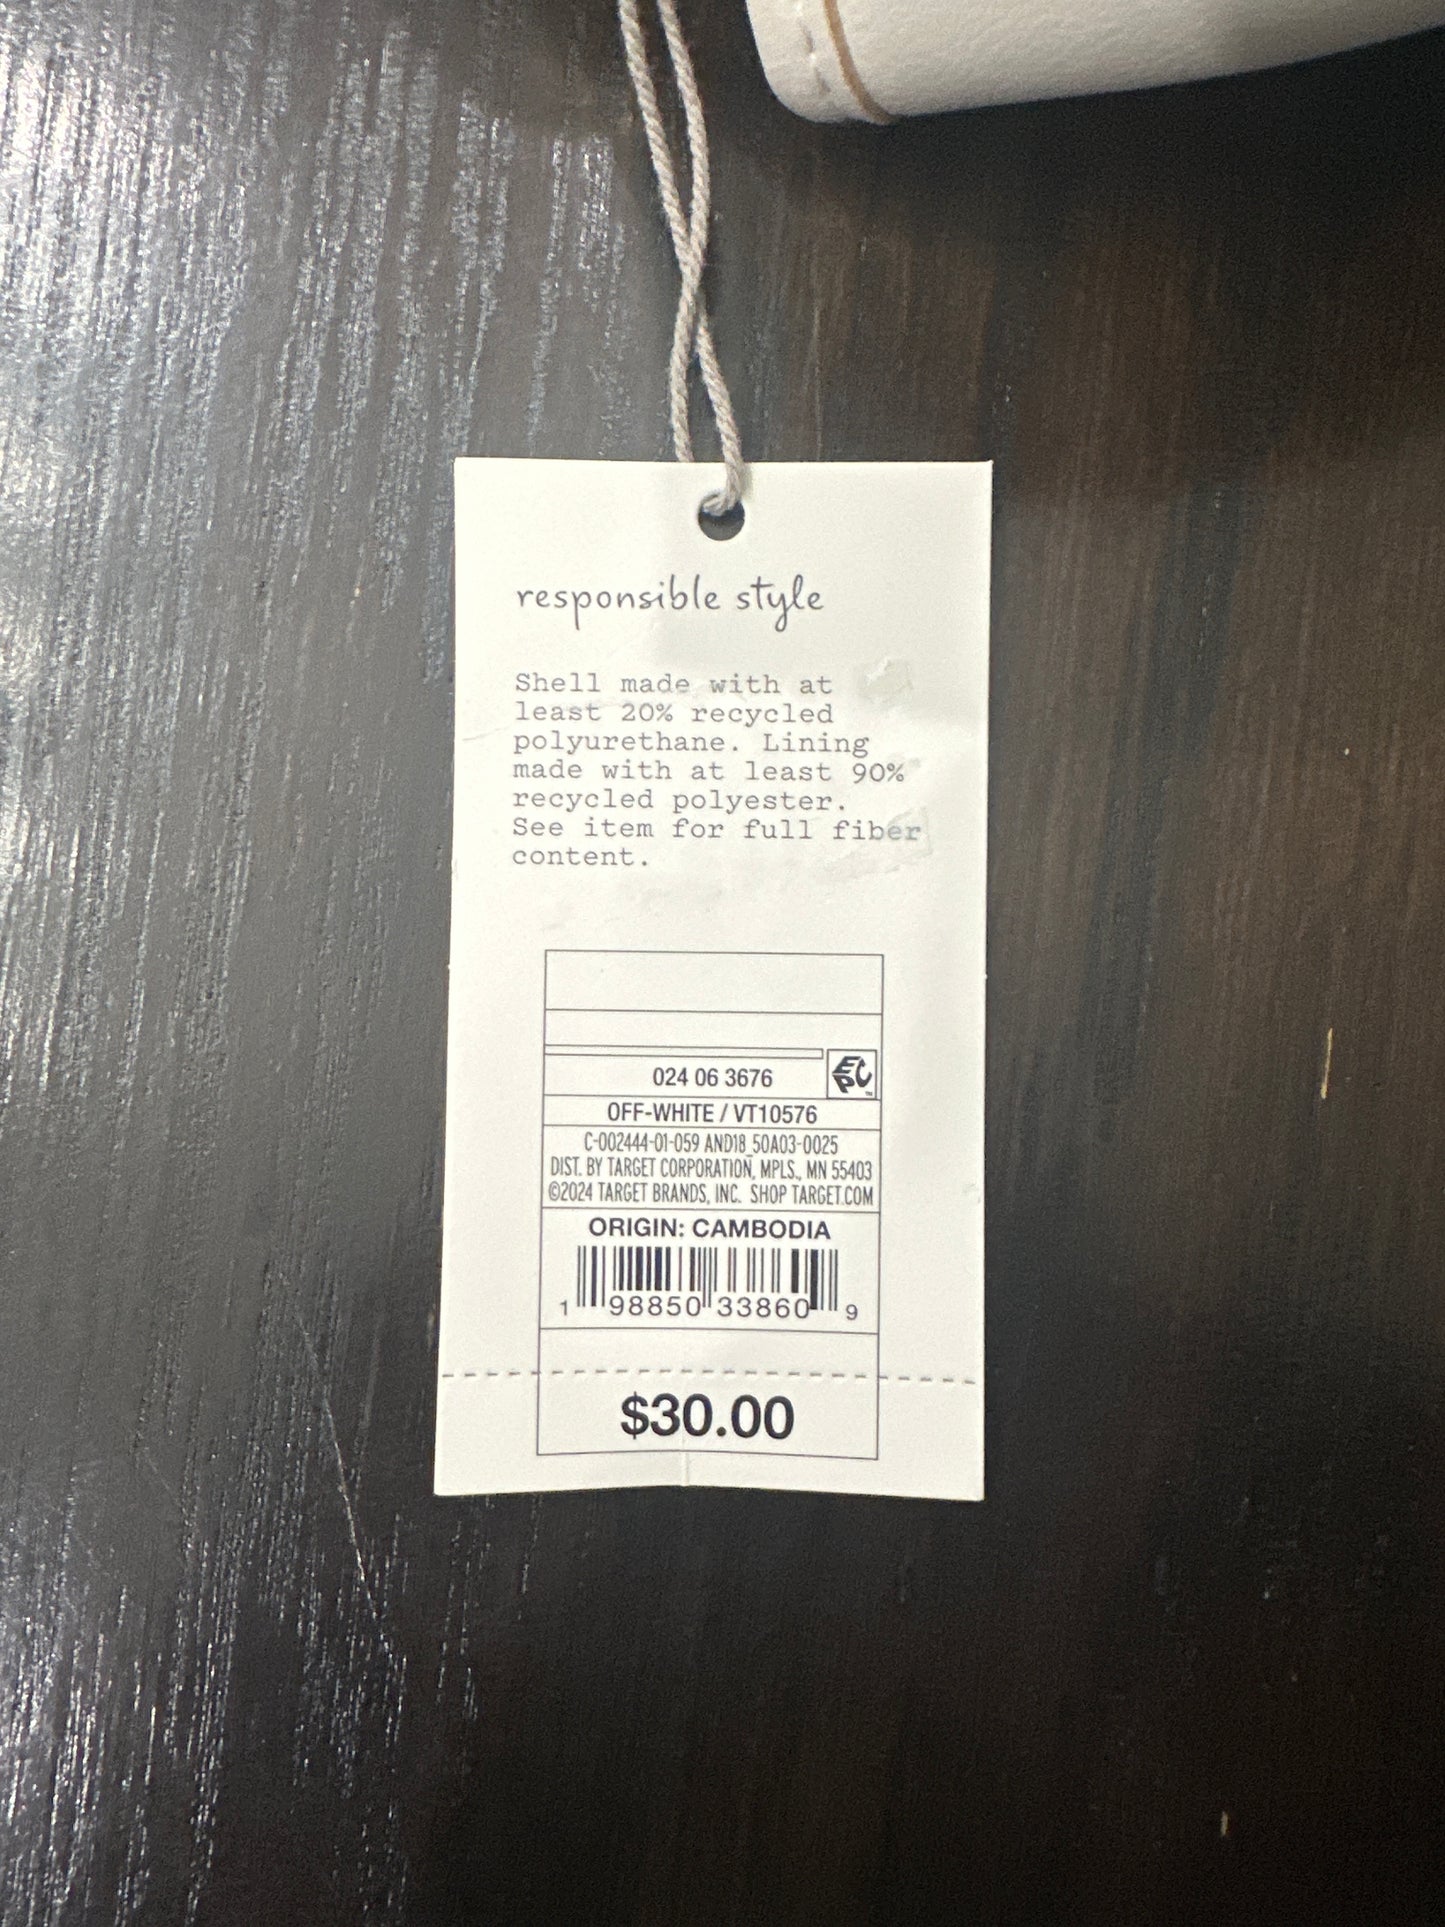 responsible style
Shell made with at
least 20% recycled
polyurethane. Lining
made with at least 90%
recycled polyester.
See item for full fiber
content.
024 06 3676
EPC
™
OFF-WHITE / VT10576
C-002444-01-059 AND18_50A03-0025
DIST. BY TARGET CORPORATION, MPLS., MN 55403
©2024 TARGET BRANDS, INC. SHOP TARGET.COM
ORIGIN: CAMBODIA
1 98850 33860 9
$30.00